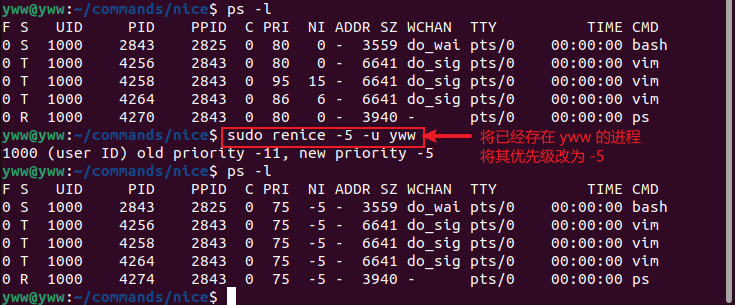 yww@yww:~/commands/nice$ ps -l
F S   UID     PID    PPID  C PRI  NI ADDR SZ WCHAN  TTY          TIME CMD
0 S  1000    2843    2825  0  80   0 -  3559 do_wai pts/0    00:00:00 bash
0 T  1000    4256    2843  0  80   0 -  6641 do_sig pts/0    00:00:00 vim
0 T  1000    4258    2843  0  95  15 -  6641 do_sig pts/0    00:00:00 vim
0 T  1000    4264    2843  0  86   6 -  6641 do_sig pts/0    00:00:00 vim
0 R  1000    4270    2843  0  80   0 -  3940 -      pts/0    00:00:00 ps
yww@yww:~/commands/nice$ sudo renice -5 -u yww 将已经存在 yww 的进程
1000 (user ID) old priority -11, new priority -5 将其优先级改为 -5
yww@yww:~/commands/nice$ ps -l
F S   UID     PID    PPID  C PRI  NI ADDR SZ WCHAN  TTY          TIME CMD
0 S  1000    2843    2825  0  75  -5 -  3559 do_wai pts/0    00:00:00 bash
0 T  1000    4256    2843  0  75  -5 -  6641 do_sig pts/0    00:00:00 vim
0 T  1000    4258    2843  0  75  -5 -  6641 do_sig pts/0    00:00:00 vim
0 T  1000    4264    2843  0  75  -5 -  6641 do_sig pts/0    00:00:00 vim
0 R  1000    4274    2843  0  75  -5 -  3940 -      pts/0    00:00:00 ps
yww@yww:~/commands/nice$